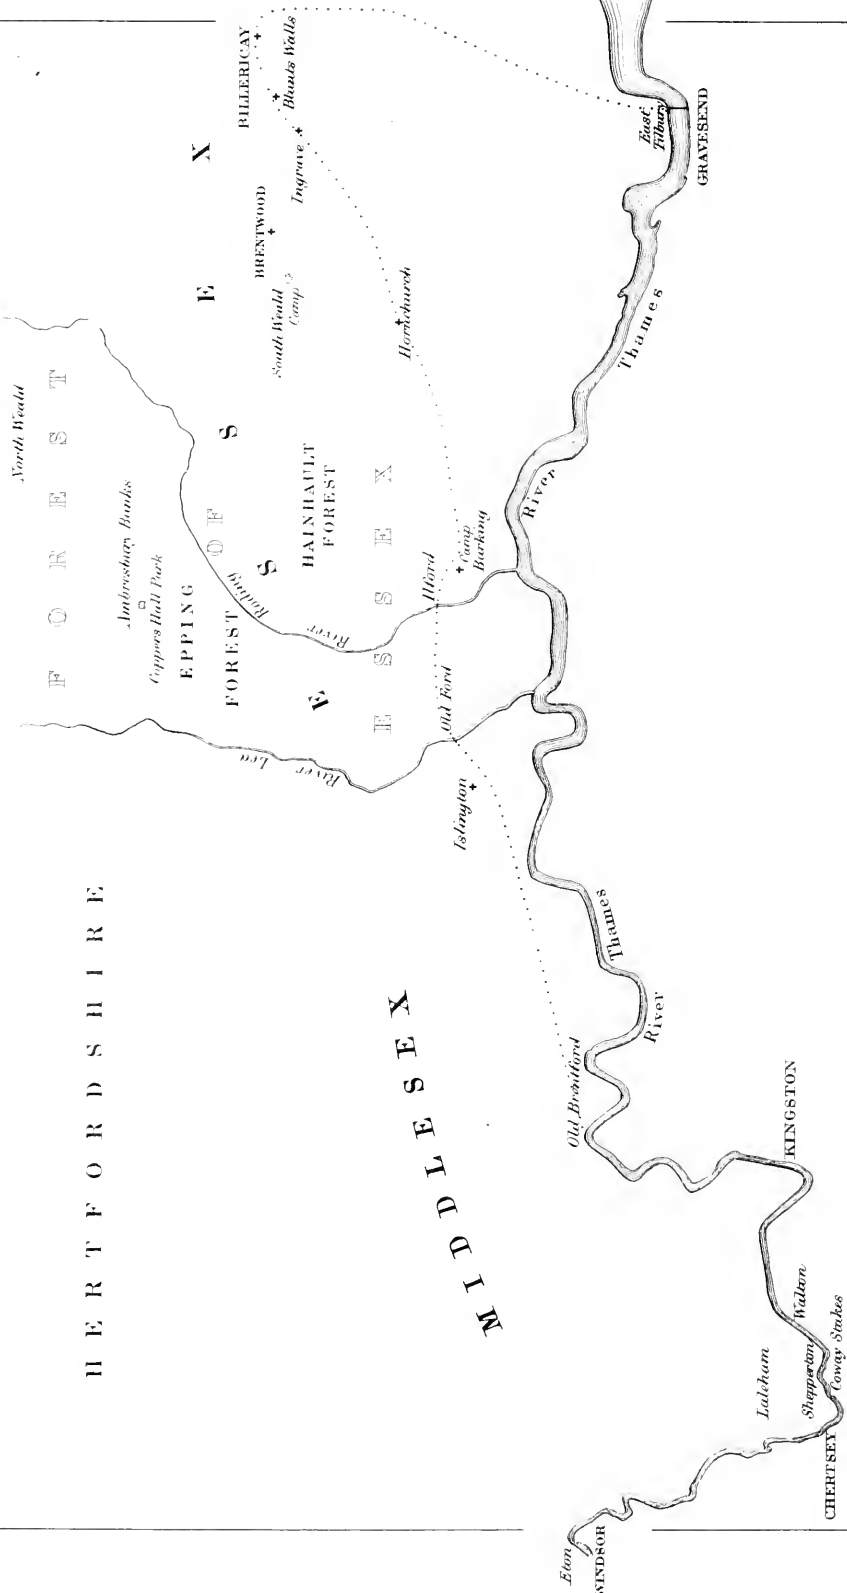 HERTFORDSHIRE
FOREST
OF
ESSEX
North Weald
Ambresbury Banks
Coppers Hall Park
EPPING
FOREST
River Roding
River Lea
HAINHAULT
FOREST
ESSEX
BILLERICAY
Blunts Walls
Ingrave
BRENTWOOD
South Weald
Camp
Hornchurch
Camp
Barking
Ilford
Old Ford
Islington
MIDDLESEX
Old Brentford
East
Tilbury
GRAVESEND
River Thames
River Thames
KINGSTON
Walton
Coway Stakes
Shepperton
Laleham
CHERTSEY
Eton
WINDSOR